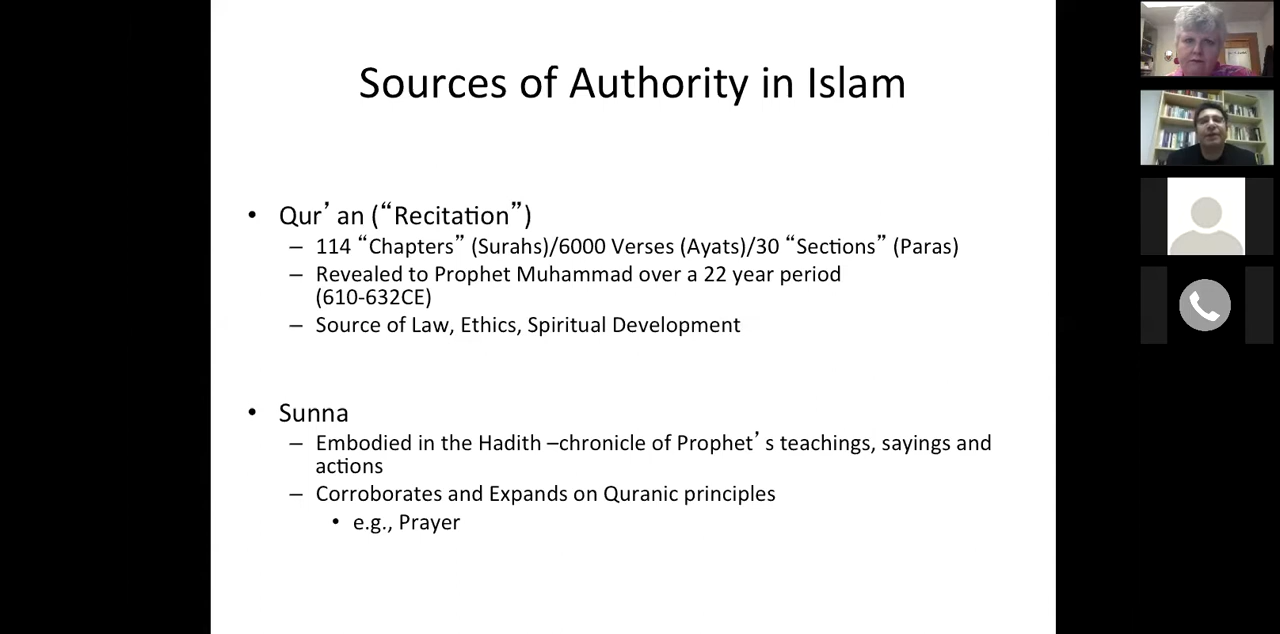 Sources of Authority in Islam
• Qur’an (“Recitation”)
– 114 “Chapters” (Surahs)/6000 Verses (Ayats)/30 “Sections” (Paras)
– Revealed to Prophet Muhammad over a 22 year period
(610-632CE)
– Source of Law, Ethics, Spiritual Development
• Sunna
– Embodied in the Hadith –chronicle of Prophet’s teachings, sayings and
actions
– Corroborates and Expands on Quranic principles
• e.g., Prayer